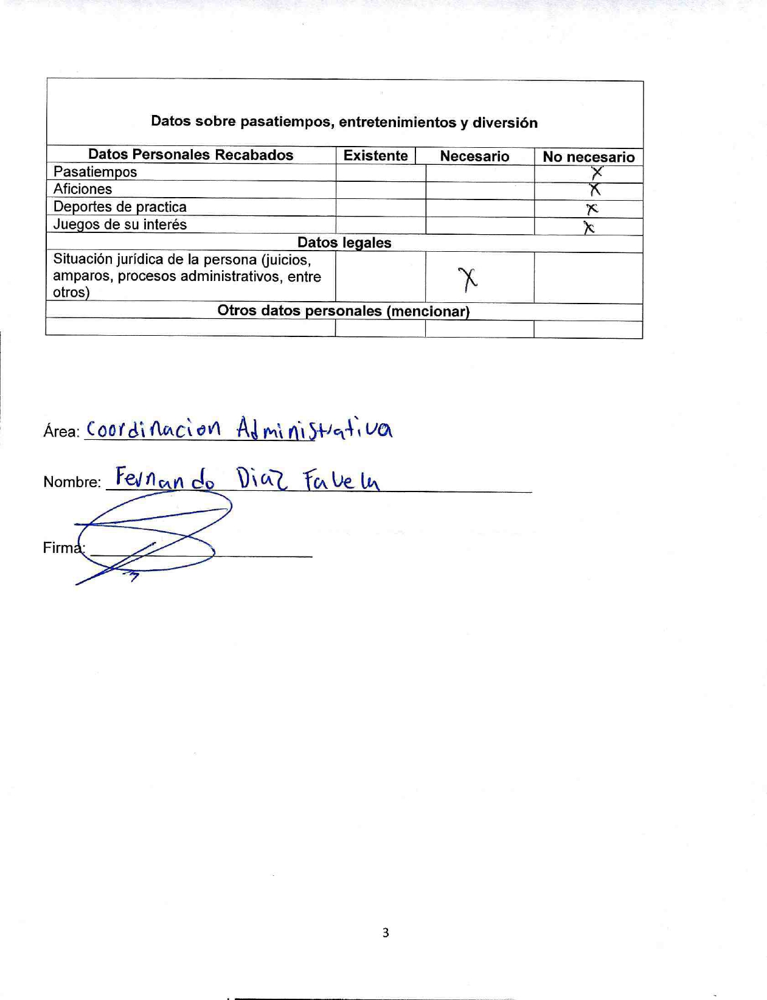 Datos sobre pasatiempos, entretenimientos y diversión
Datos Personales Recabados Existente Necesario No necesario
Pasatiempos X
Aficiones X
Deportes de practica X
Juegos de su interés X
Datos legales
Situación jurídica de la persona (juicios,
amparos, procesos administrativos, entre X
otros)
Otros datos personales (mencionar)
Área: Coordinacion Administrativa
Nombre: Fernando Diaz Favela
Firma:
3